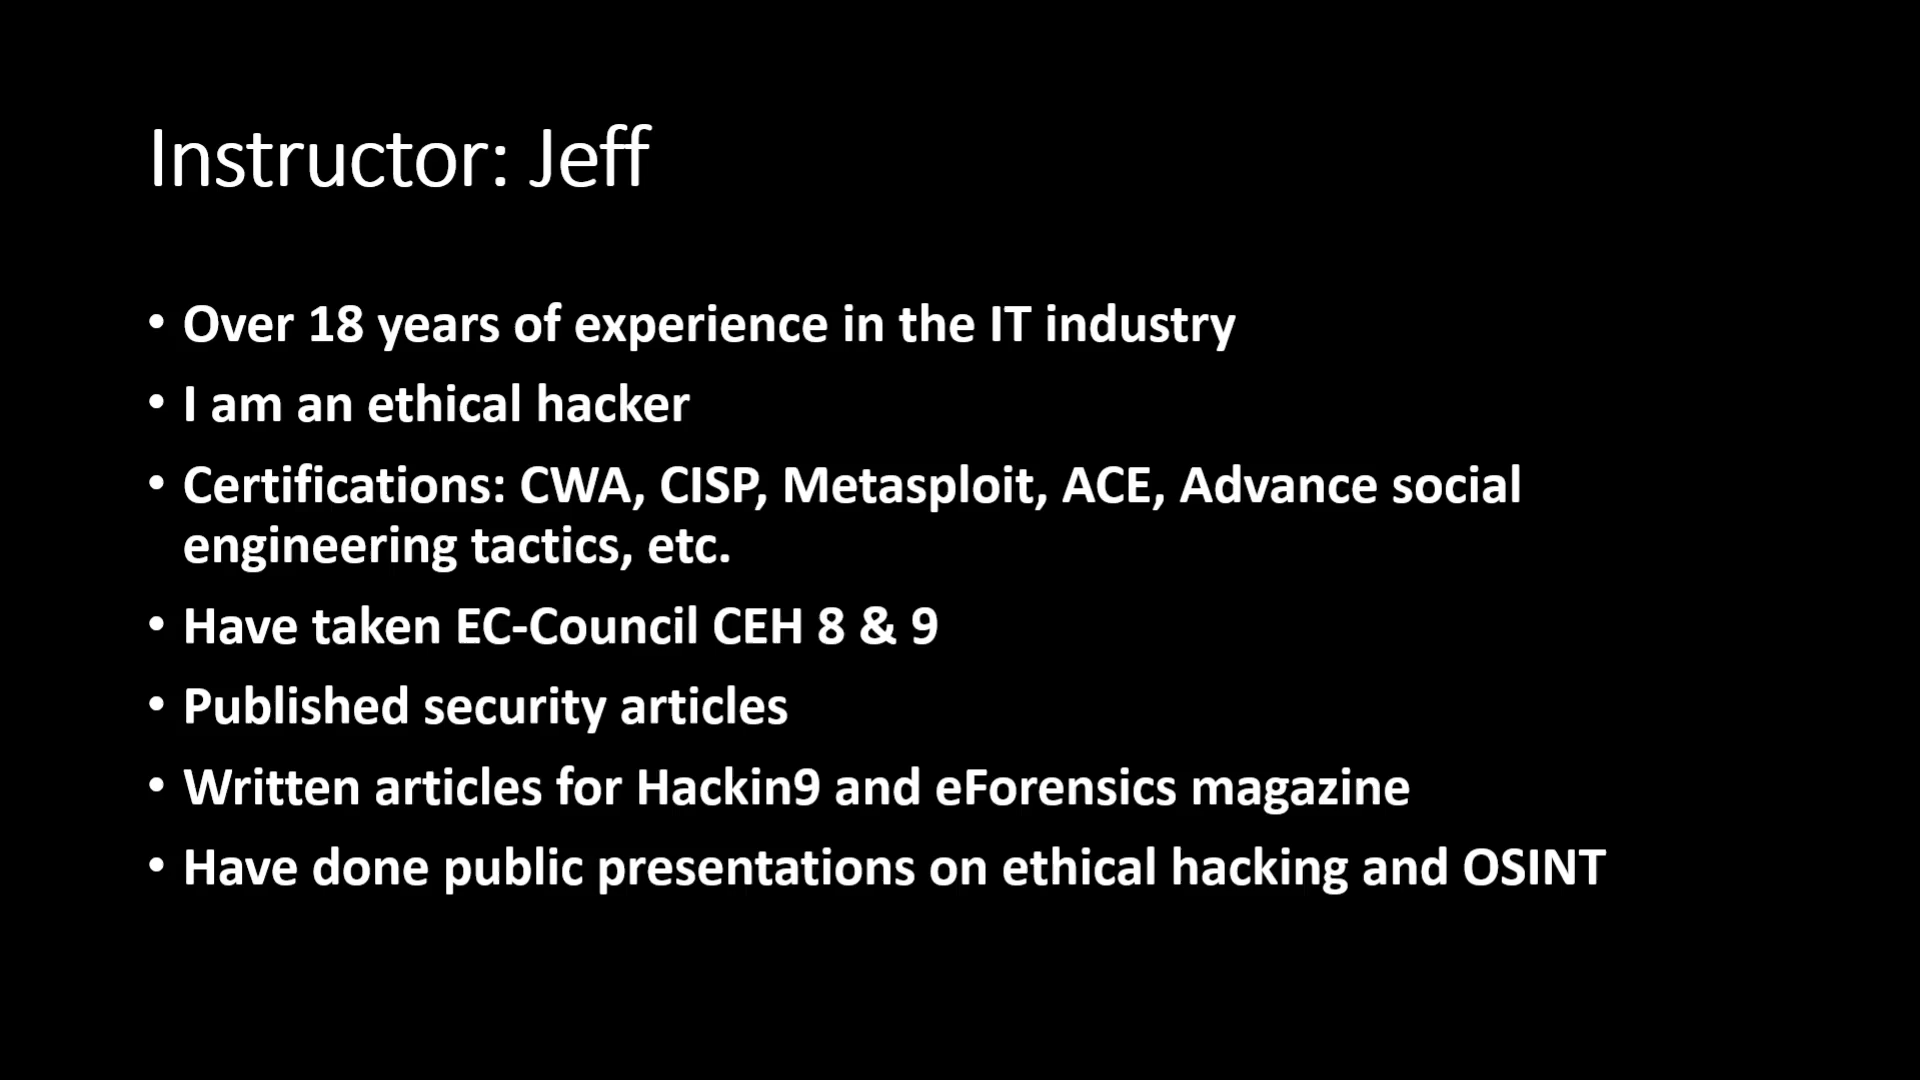 Instructor: Jeff
• Over 18 years of experience in the IT industry
• I am an ethical hacker
• Certifications: CWA, CISP, Metasploit, ACE, Advance social
engineering tactics, etc.
• Have taken EC-Council CEH 8 & 9
• Published security articles
• Written articles for Hackin9 and eForensics magazine
• Have done public presentations on ethical hacking and OSINT